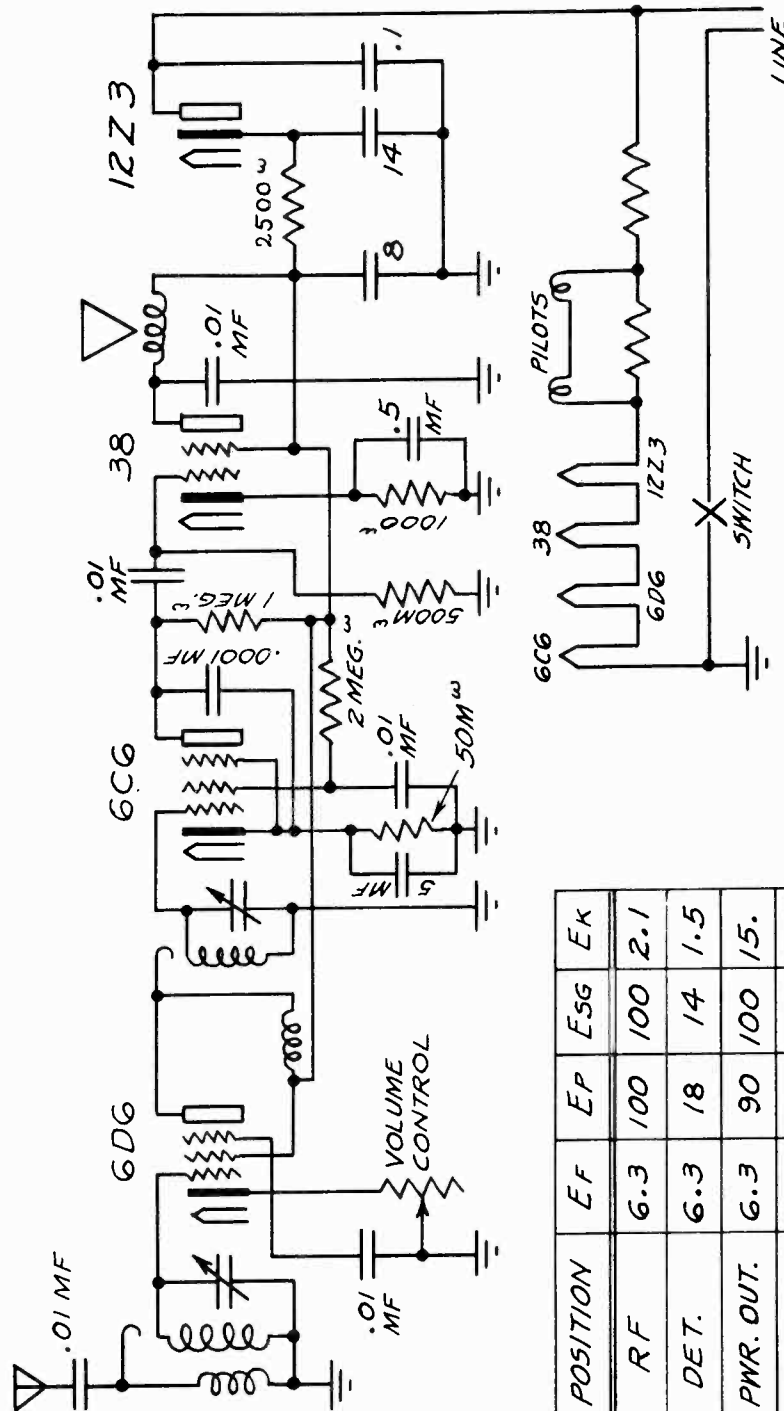 .01 MF
6D6
.01
MF
VOLUME
CONTROL
6C6
.0001 MF
1 MEG. ω
2 MEG. ω
5
MF
.01
MF
50M ω
.01
MF
38
500M ω
1000 ω
.5
MF
.01
MF
12Z3
2500 ω
8
14
.1
6C6
6D6
38
12Z3
PILOTS
SWITCH
LINE
POSITION EF EP ESG EK
RF 6.3 100 100 2.1
DET. 6.3 18 14 1.5
PWR. OUT. 6.3 90 100 15.